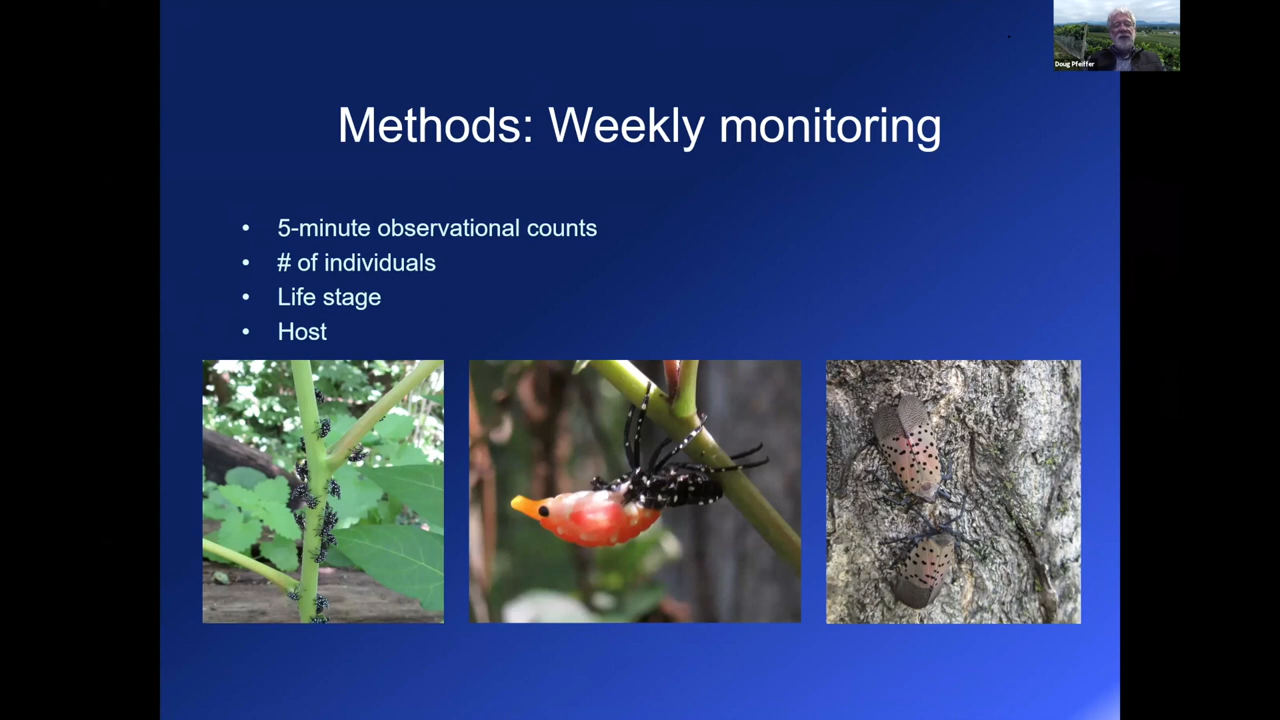 Doug Pfeiffer
Methods: Weekly monitoring
• 5-minute observational counts
• # of individuals
• Life stage
• Host